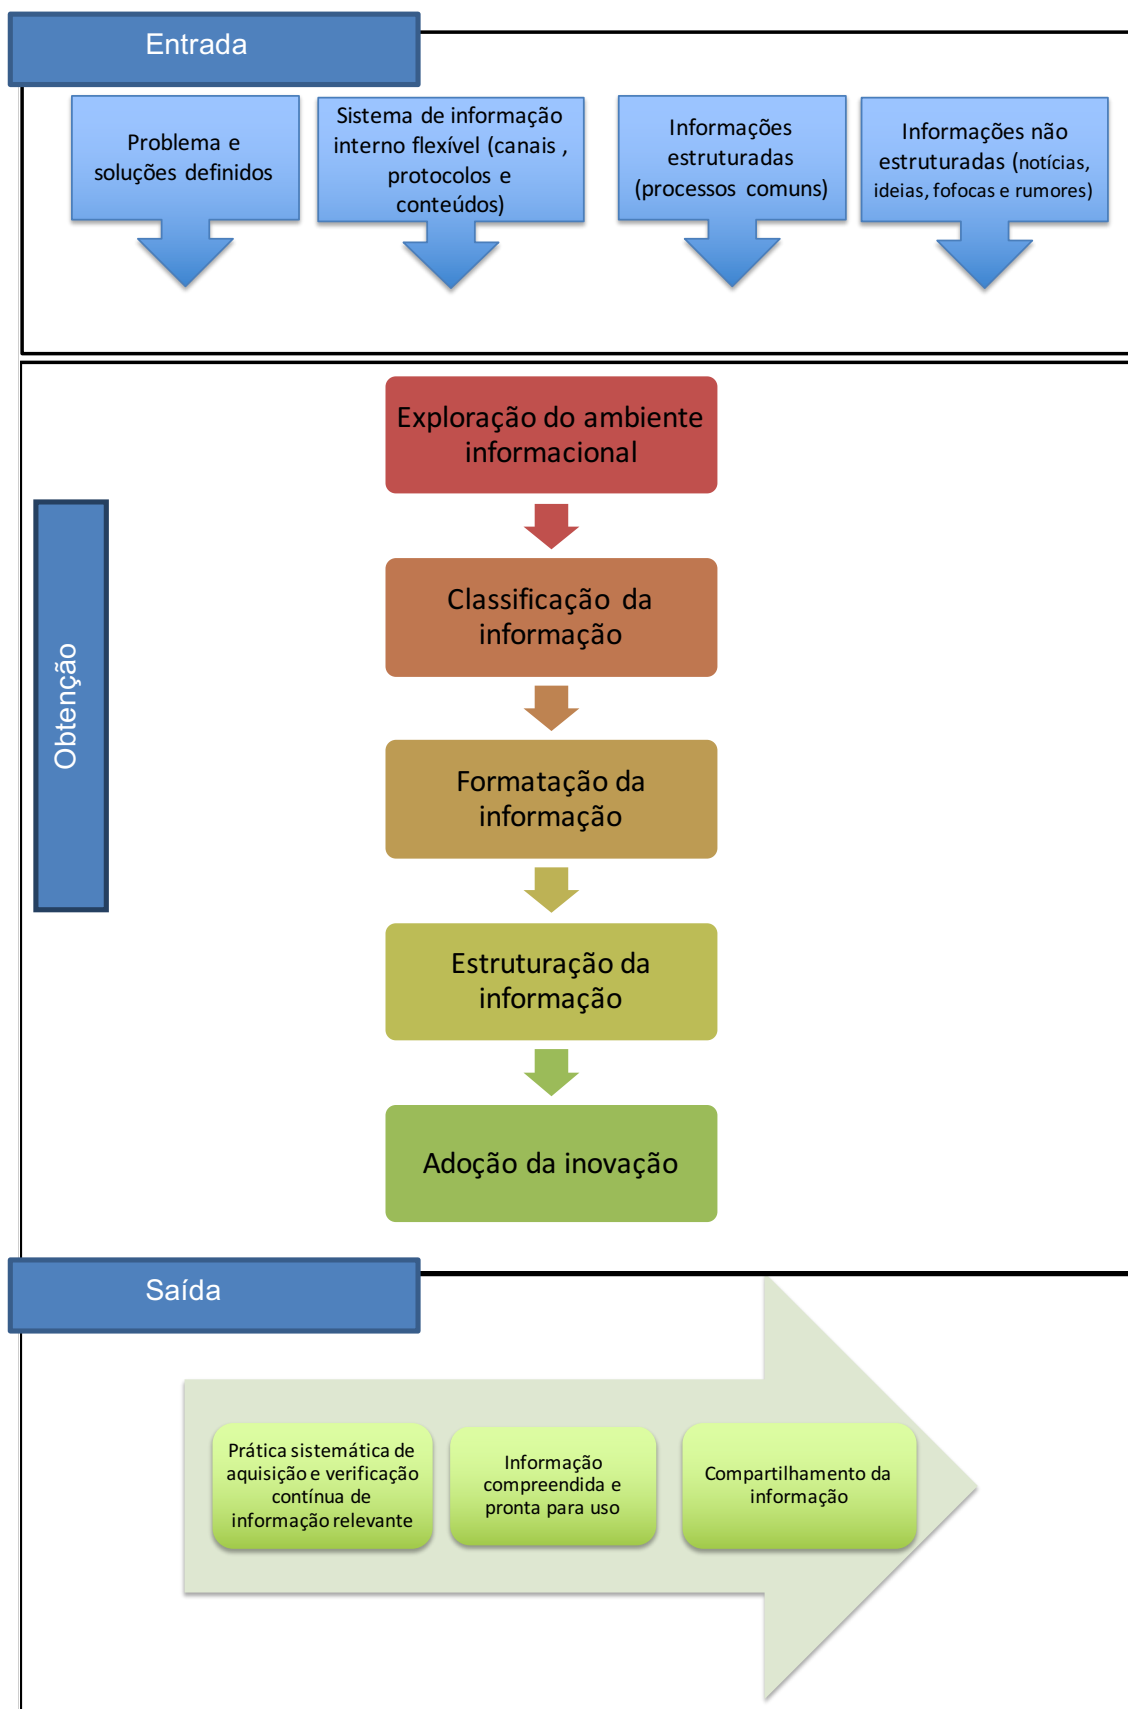 Entrada
Problema e
soluções definidos
Sistema de informação
interno flexível (canais ,
protocolos e
conteúdos)
Informações
estruturadas
(processos comuns)
Informações não
estruturadas (notícias,
ideias, fofocas e rumores)
Obtenção
Exploração do ambiente
informacional
Classificação da
informação
Formatação da
informação
Estruturação da
informação
Adoção da inovação
Saída
Prática sistemática de
aquisição e verificação
contínua de
informação relevante
Informação
compreendida e
pronta para uso
Compartilhamento da
informação